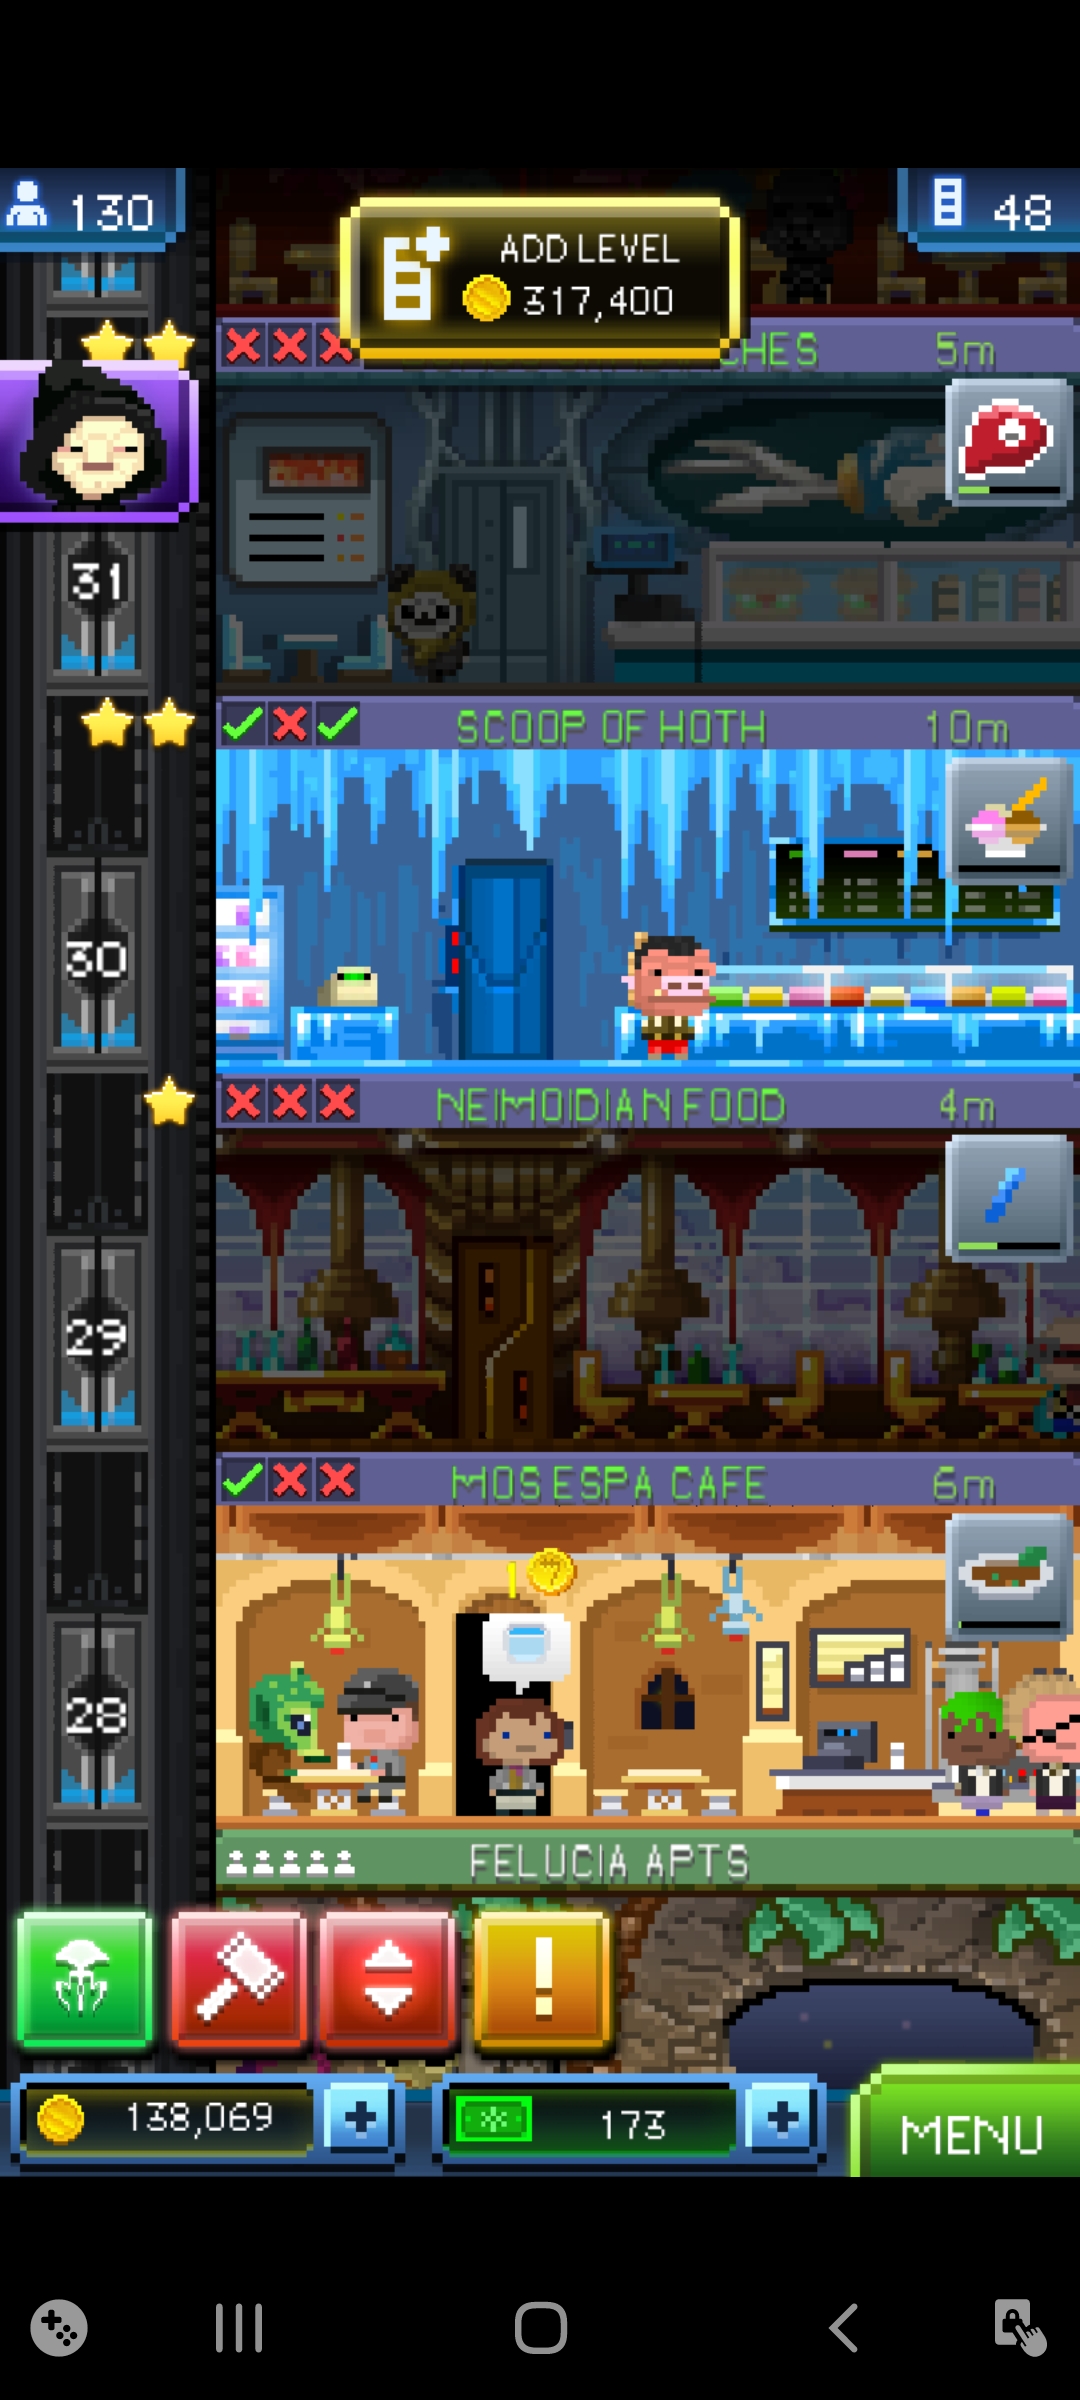 130
48
ADD LEVEL
317,400
CHES 5m
31
SCOOP OF HOTH 10m
30
NEIMOIDIAN FOOD 4m
29
MOS ESPA CAFE 6m
28
FELUCIA APTS
!
138,069
173
MENU